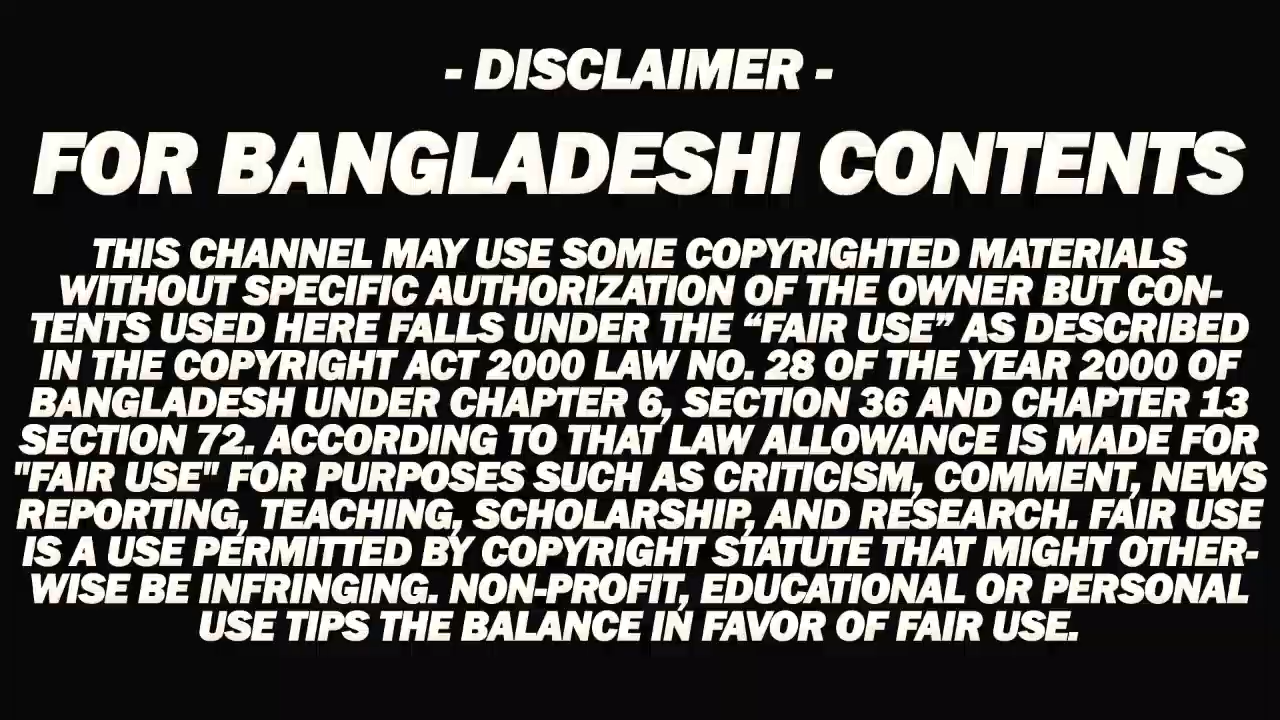 - DISCLAIMER -
FOR BANGLADESHI CONTENTS
THIS CHANNEL MAY USE SOME COPYRIGHTED MATERIALS
WITHOUT SPECIFIC AUTHORIZATION OF THE OWNER BUT CON-
TENTS USED HERE FALLS UNDER THE “FAIR USE” AS DESCRIBED
IN THE COPYRIGHT ACT 2000 LAW NO. 28 OF THE YEAR 2000 OF
BANGLADESH UNDER CHAPTER 6, SECTION 36 AND CHAPTER 13
SECTION 72. ACCORDING TO THAT LAW ALLOWANCE IS MADE FOR
"FAIR USE" FOR PURPOSES SUCH AS CRITICISM, COMMENT, NEWS
REPORTING, TEACHING, SCHOLARSHIP, AND RESEARCH. FAIR USE
IS A USE PERMITTED BY COPYRIGHT STATUTE THAT MIGHT OTHER-
WISE BE INFRINGING. NON-PROFIT, EDUCATIONAL OR PERSONAL
USE TIPS THE BALANCE IN FAVOR OF FAIR USE.